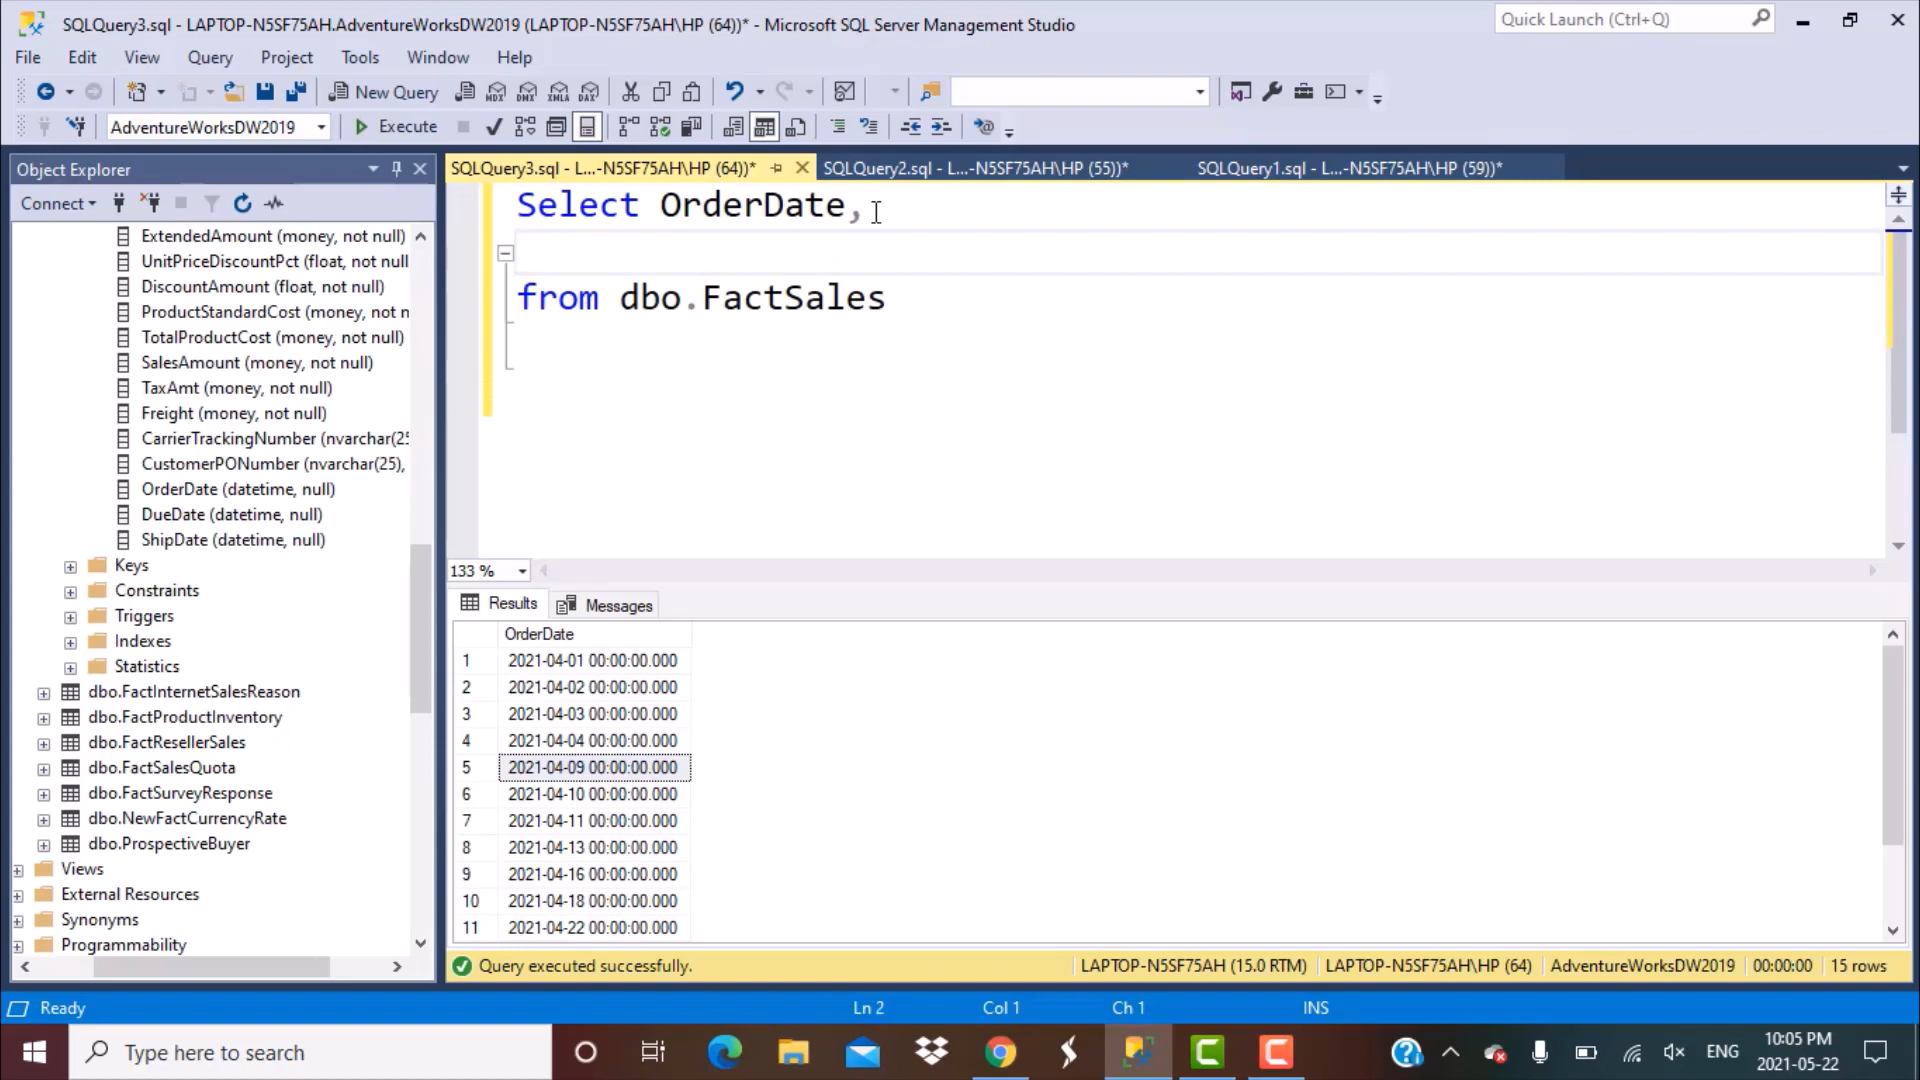 SQLQuery3.sql - LAPTOP-N5SF75AH.AdventureWorksDW2019 (LAPTOP-N5SF75AH\HP (64))* - Microsoft SQL Server Management Studio
Quick Launch (Ctrl+Q)
File Edit View Query Project Tools Window Help
New Query MDX DMX XMLA DAX
AdventureWorksDW2019 Execute
Object Explorer
SQLQuery3.sql - L...-N5SF75AH\HP (64))* SQLQuery2.sql - L...-N5SF75AH\HP (55))* SQLQuery1.sql - L...-N5SF75AH\HP (59))*
Connect
ExtendedAmount (money, not null)
UnitPriceDiscountPct (float, not null
DiscountAmount (float, not null)
ProductStandardCost (money, not n
TotalProductCost (money, not null)
SalesAmount (money, not null)
TaxAmt (money, not null)
Freight (money, not null)
CarrierTrackingNumber (nvarchar(25
CustomerPONumber (nvarchar(25),
OrderDate (datetime, null)
DueDate (datetime, null)
ShipDate (datetime, null)
Keys
Constraints
Triggers
Indexes
Statistics
dbo.FactInternetSalesReason
dbo.FactProductInventory
dbo.FactResellerSales
dbo.FactSalesQuota
dbo.FactSurveyResponse
dbo.NewFactCurrencyRate
dbo.ProspectiveBuyer
Views
External Resources
Synonyms
Programmability
Select OrderDate,
from dbo.FactSales
133 %
Results Messages
OrderDate
1 2021-04-01 00:00:00.000
2 2021-04-02 00:00:00.000
3 2021-04-03 00:00:00.000
4 2021-04-04 00:00:00.000
5 2021-04-09 00:00:00.000
6 2021-04-10 00:00:00.000
7 2021-04-11 00:00:00.000
8 2021-04-13 00:00:00.000
9 2021-04-16 00:00:00.000
10 2021-04-18 00:00:00.000
11 2021-04-22 00:00:00.000
Query executed successfully. LAPTOP-N5SF75AH (15.0 RTM) LAPTOP-N5SF75AH\HP (64) AdventureWorksDW2019 00:00:00 15 rows
Ready Ln 2 Col 1 Ch 1 INS
Type here to search
ENG
10:05 PM
2021-05-22